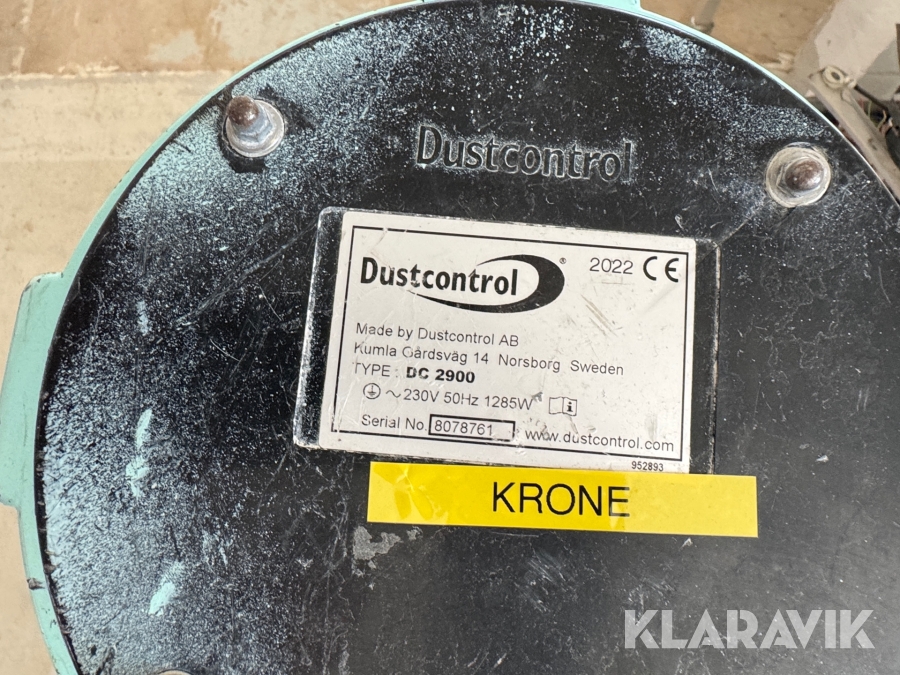 Dustcontrol
Dustcontrol ® 2022 CE
Made by Dustcontrol AB
Kumla Gårdsväg 14 Norsborg Sweden
TYPE : DC 2900
~ 230V 50Hz 1285W i
Serial No. 8078761 www.dustcontrol.com
952893
KRONE
KLARAVIK